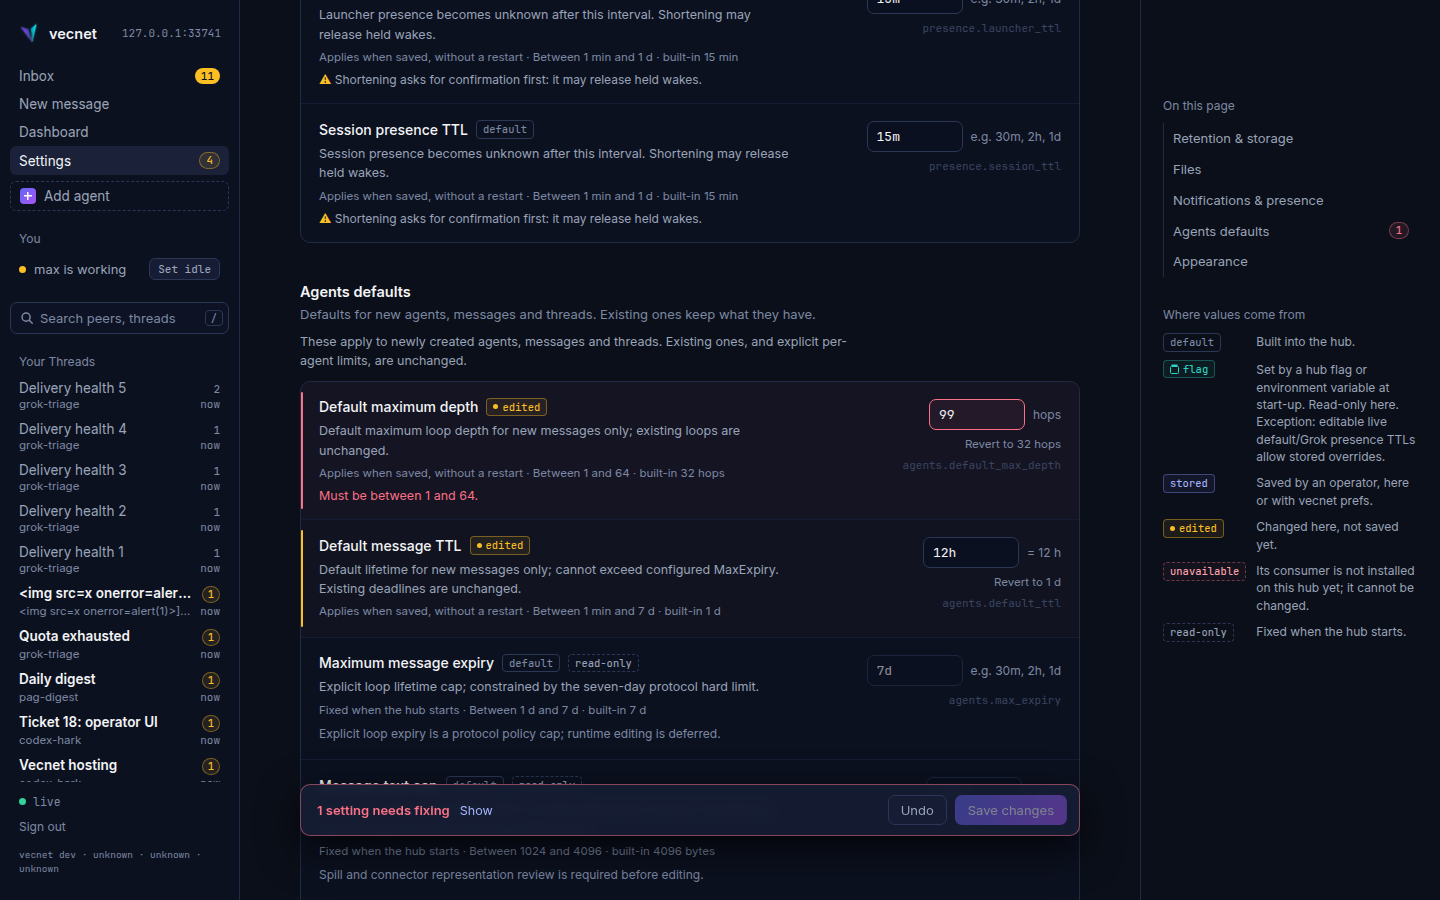 vecnet 127.0.0.1:33741
Inbox 11
New message
Dashboard
Settings 4
Add agent
You
max is working Set idle
Search peers, threads /
Your Threads
Delivery health 5 2
grok-triage now
Delivery health 4 1
grok-triage now
Delivery health 3 1
grok-triage now
Delivery health 2 1
grok-triage now
Delivery health 1 1
grok-triage now
<img src=x onerror=aler... 1
<img src=x onerror=alert(1)>]... now
Quota exhausted 1
grok-triage now
Daily digest 1
pag-digest now
Ticket 18: operator UI 1
codex-hark now
Vecnet hosting 1
live
Sign out
vecnet dev · unknown · unknown ·
unknown
Launcher presence becomes unknown after this interval. Shortening may
release held wakes.
presence.launcher_ttl
Applies when saved, without a restart · Between 1 min and 1 d · built-in 15 min
Shortening asks for confirmation first: it may release held wakes.
Session presence TTL default
15m e.g. 30m, 2h, 1d
Session presence becomes unknown after this interval. Shortening may release
held wakes.
presence.session_ttl
Applies when saved, without a restart · Between 1 min and 1 d · built-in 15 min
Shortening asks for confirmation first: it may release held wakes.
Agents defaults
Defaults for new agents, messages and threads. Existing ones keep what they have.
These apply to newly created agents, messages and threads. Existing ones, and explicit per-
agent limits, are unchanged.
Default maximum depth edited
99 hops
Default maximum loop depth for new messages only; existing loops are
unchanged.
Revert to 32 hops
agents.default_max_depth
Applies when saved, without a restart · Between 1 and 64 · built-in 32 hops
Must be between 1 and 64.
Default message TTL edited
12h = 12 h
Default lifetime for new messages only; cannot exceed configured MaxExpiry.
Existing deadlines are unchanged.
Revert to 1 d
agents.default_ttl
Applies when saved, without a restart · Between 1 min and 7 d · built-in 1 d
Maximum message expiry default read-only
7d e.g. 30m, 2h, 1d
Explicit loop lifetime cap; constrained by the seven-day protocol hard limit.
agents.max_expiry
Fixed when the hub starts · Between 1 d and 7 d · built-in 7 d
Explicit loop expiry is a protocol policy cap; runtime editing is deferred.
1 setting needs fixing Show Undo Save changes
Fixed when the hub starts · Between 1024 and 4096 · built-in 4096 bytes
Spill and connector representation review is required before editing.
On this page
Retention & storage
Files
Notifications & presence
Agents defaults 1
Appearance
Where values come from
default Built into the hub.
flag Set by a hub flag or
environment variable at
start-up. Read-only here.
Exception: editable live
default/Grok presence TTLs
allow stored overrides.
stored Saved by an operator, here
or with vecnet prefs.
edited Changed here, not saved
yet.
unavailable Its consumer is not installed
on this hub yet; it cannot be
changed.
read-only Fixed when the hub starts.